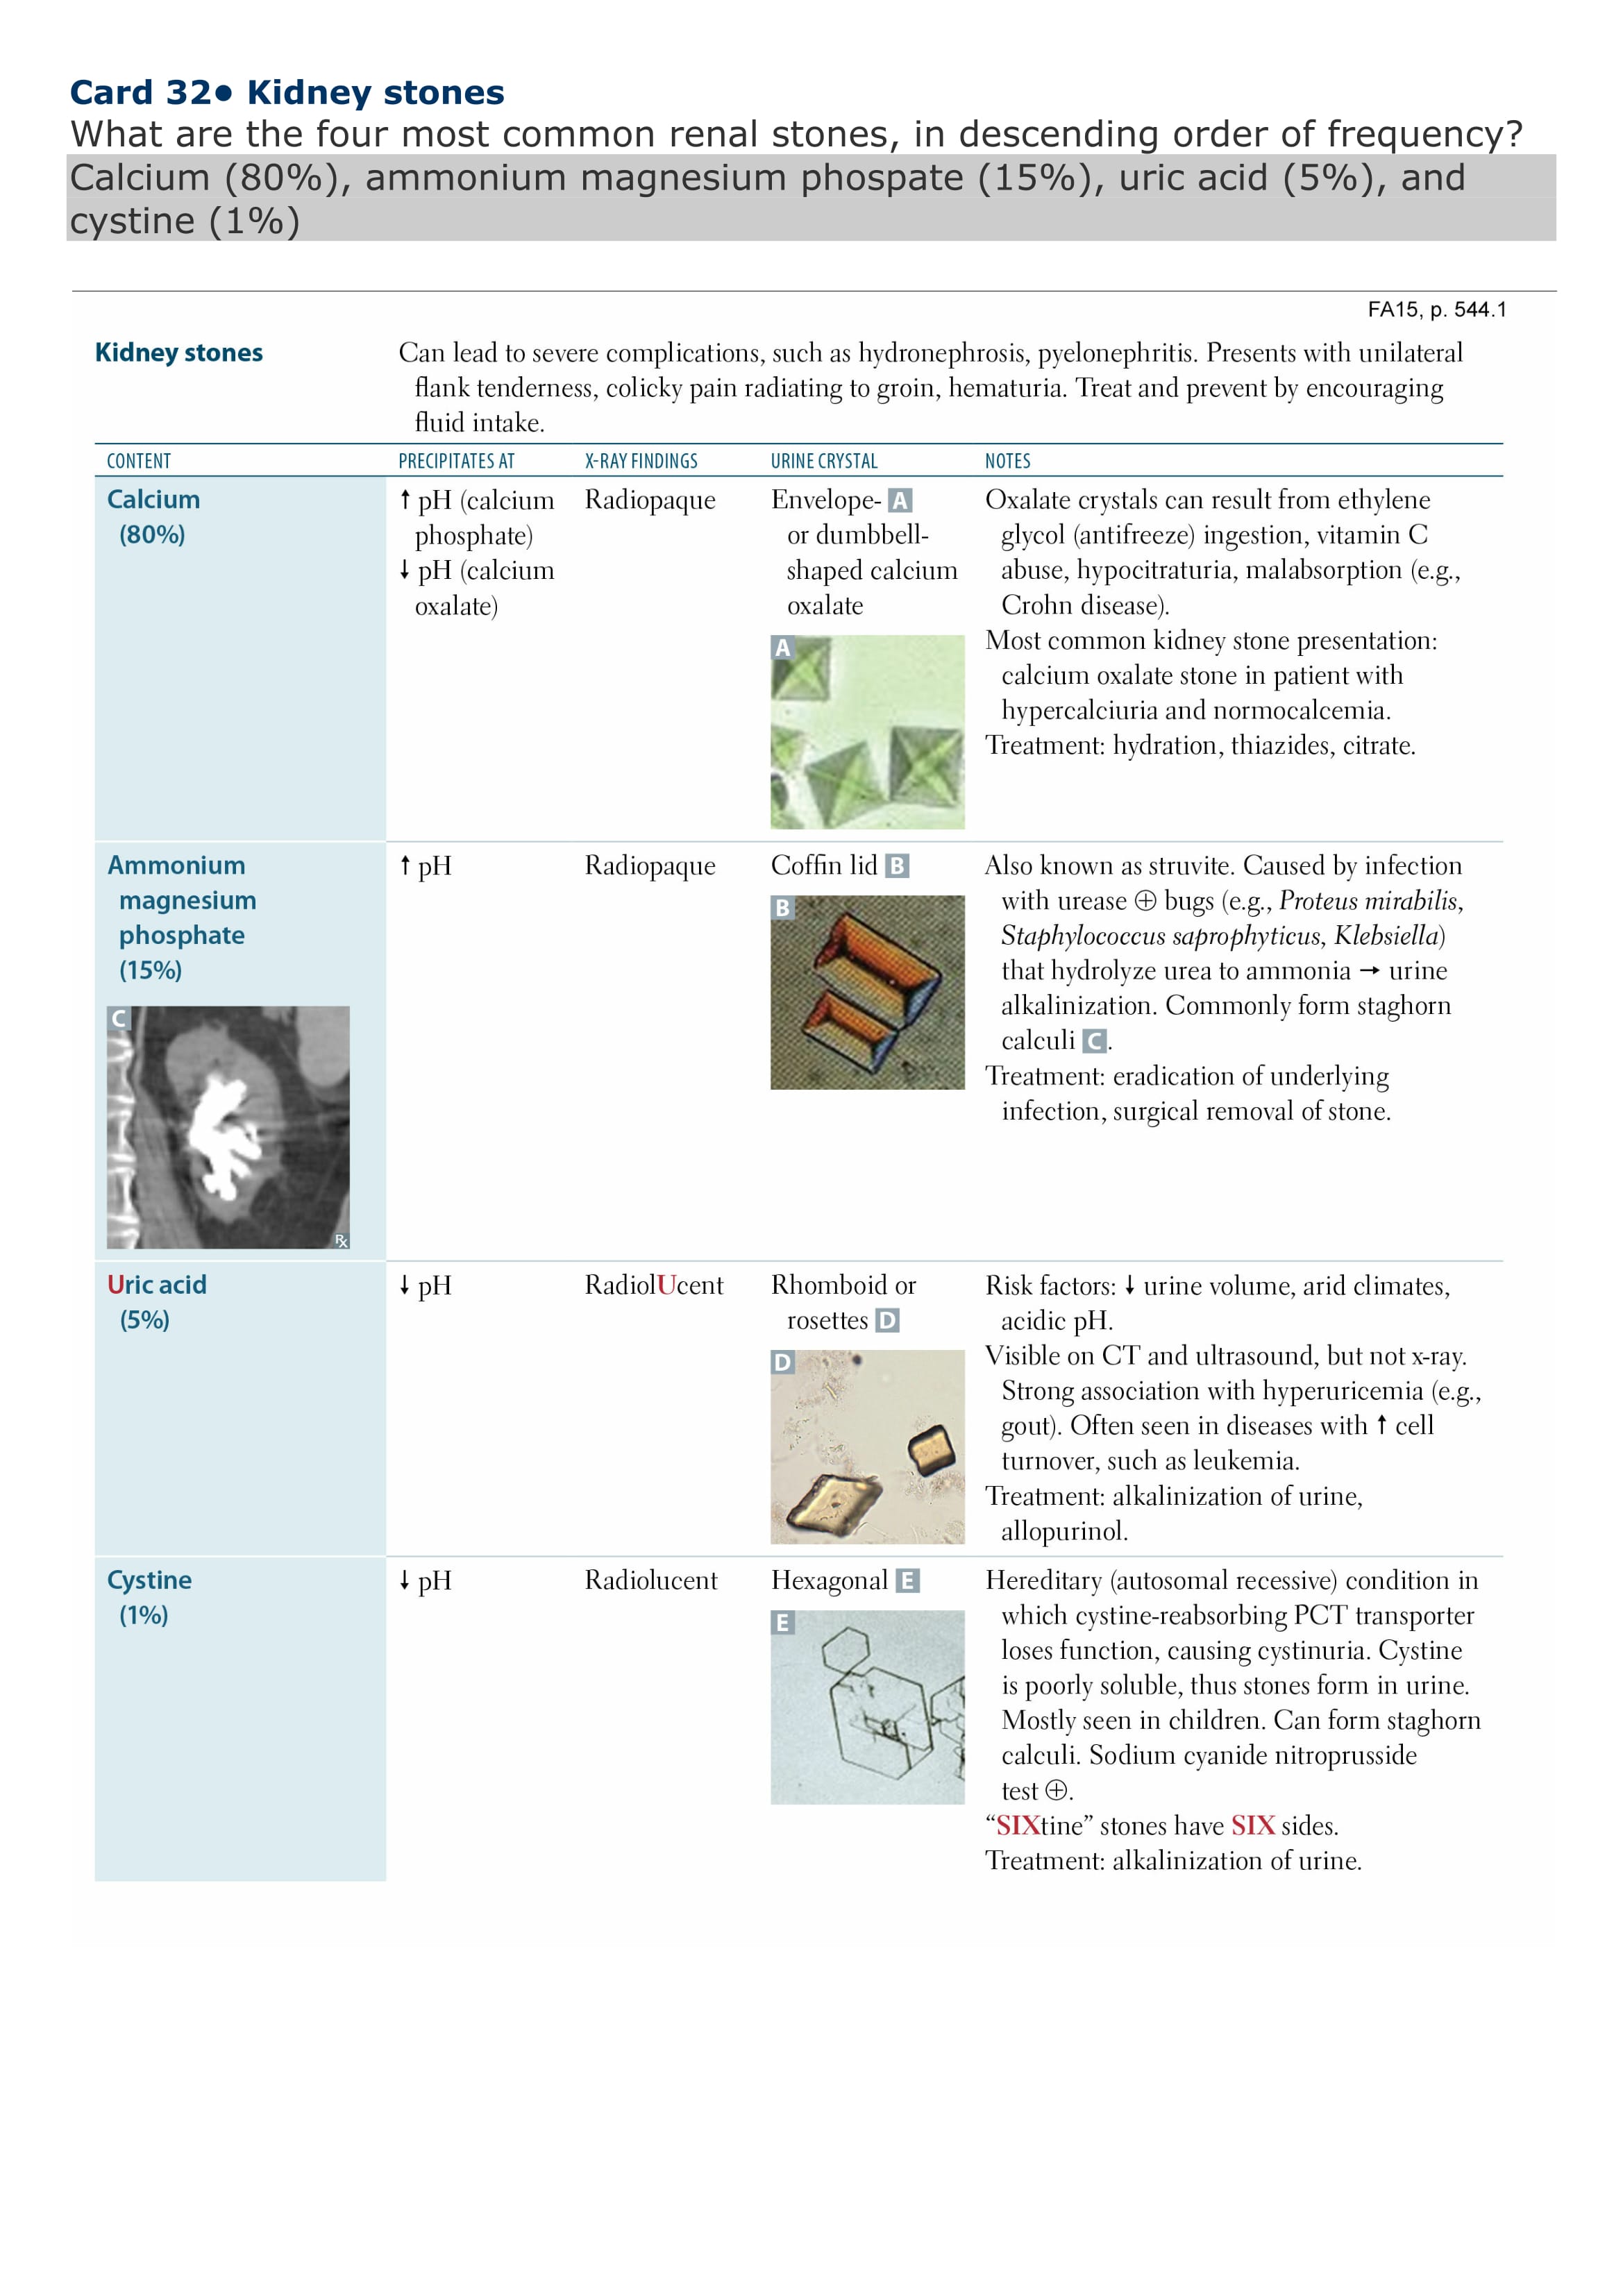 Card 32● Kidney stones
What are the four most common renal stones, in descending order of frequency?
Calcium (80%), ammonium magnesium phospate (15%), uric acid (5%), and
cystine (1%)
FA15, p. 544.1
Kidney stones
Can lead to severe complications, such as hydronephrosis, pyelonephritis. Presents with unilateral
flank tenderness, colicky pain radiating to groin, hematuria. Treat and prevent by encouraging
fluid intake.
CONTENT PRECIPITATES AT X-RAY FINDINGS URINE CRYSTAL NOTES
Calcium
(80%)
↑ pH (calcium
phosphate)
↓ pH (calcium
oxalate)
Radiopaque
Envelope- A
or dumbbell-
shaped calcium
oxalate
A
Oxalate crystals can result from ethylene
glycol (antifreeze) ingestion, vitamin C
abuse, hypocitraturia, malabsorption (e.g.,
Crohn disease).
Most common kidney stone presentation:
calcium oxalate stone in patient with
hypercalciuria and normocalcemia.
Treatment: hydration, thiazides, citrate.
Ammonium
magnesium
phosphate
(15%)
C
℞
↑ pH
Radiopaque
Coffin lid B
B
Also known as struvite. Caused by infection
with urease ⊕ bugs (e.g., Proteus mirabilis,
Staphylococcus saprophyticus, Klebsiella)
that hydrolyze urea to ammonia → urine
alkalinization. Commonly form staghorn
calculi C.
Treatment: eradication of underlying
infection, surgical removal of stone.
Uric acid
(5%)
↓ pH
RadiolUcent
Rhomboid or
rosettes D
D
Risk factors: ↓ urine volume, arid climates,
acidic pH.
Visible on CT and ultrasound, but not x-ray.
Strong association with hyperuricemia (e.g.,
gout). Often seen in diseases with ↑ cell
turnover, such as leukemia.
Treatment: alkalinization of urine,
allopurinol.
Cystine
(1%)
↓ pH
Radiolucent
Hexagonal E
E
Hereditary (autosomal recessive) condition in
which cystine-reabsorbing PCT transporter
loses function, causing cystinuria. Cystine
is poorly soluble, thus stones form in urine.
Mostly seen in children. Can form staghorn
calculi. Sodium cyanide nitroprusside
test ⊕.
“SIXtine” stones have SIX sides.
Treatment: alkalinization of urine.